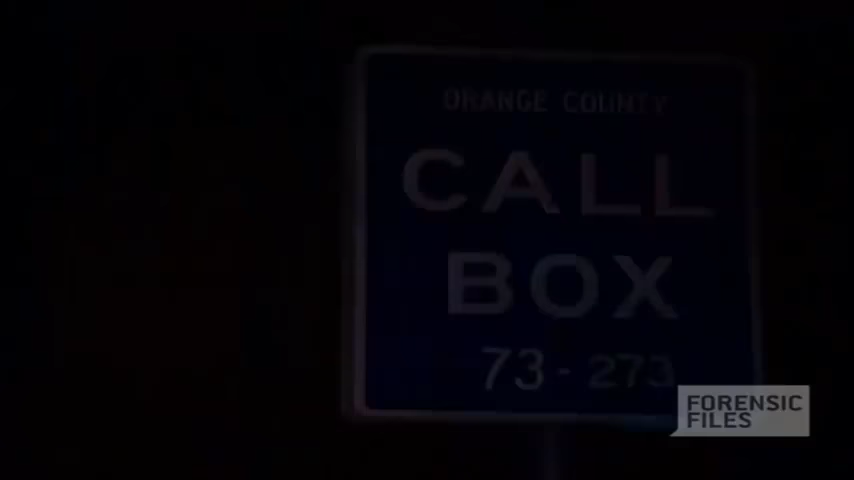 ORANGE COUNTY
CALL
BOX
73-273
FORENSIC
FILES